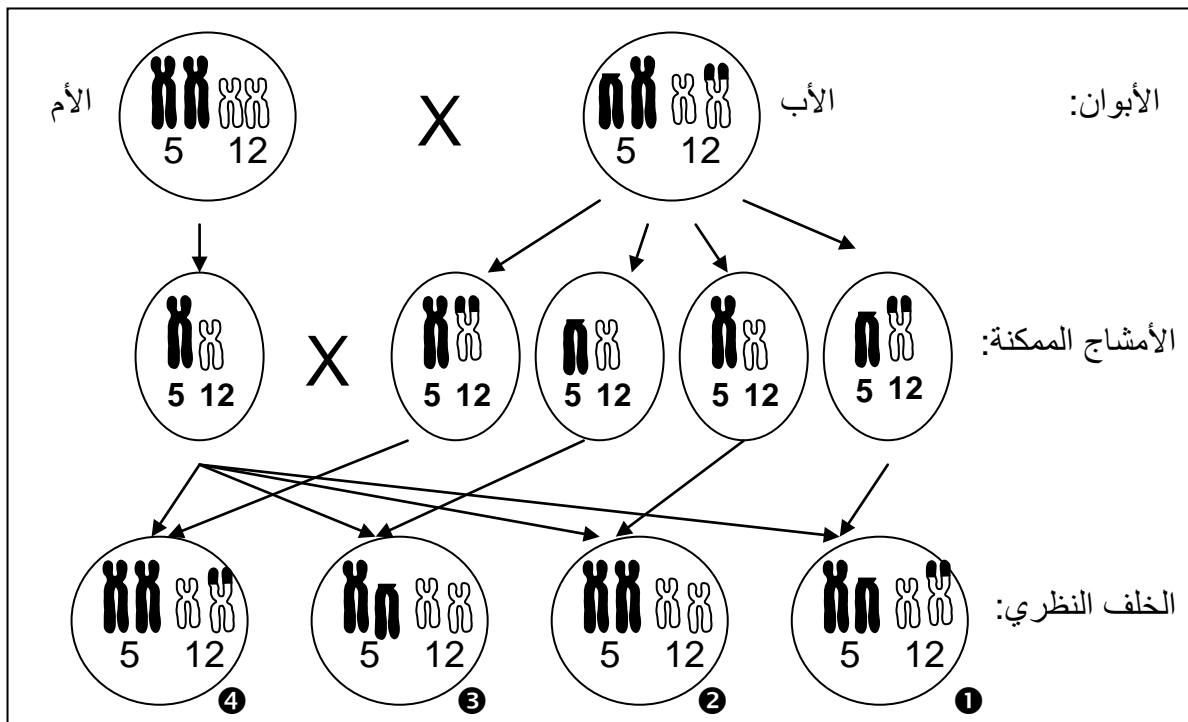 الأبوان: الأب X الأم
5 12 5 12
الأمشاج الممكنة: X
5 12 5 12 5 12 5 12 5 12
الخلف النظري:
5 12 5 12 5 12 5 12
❶ ❷ ❸ ❹